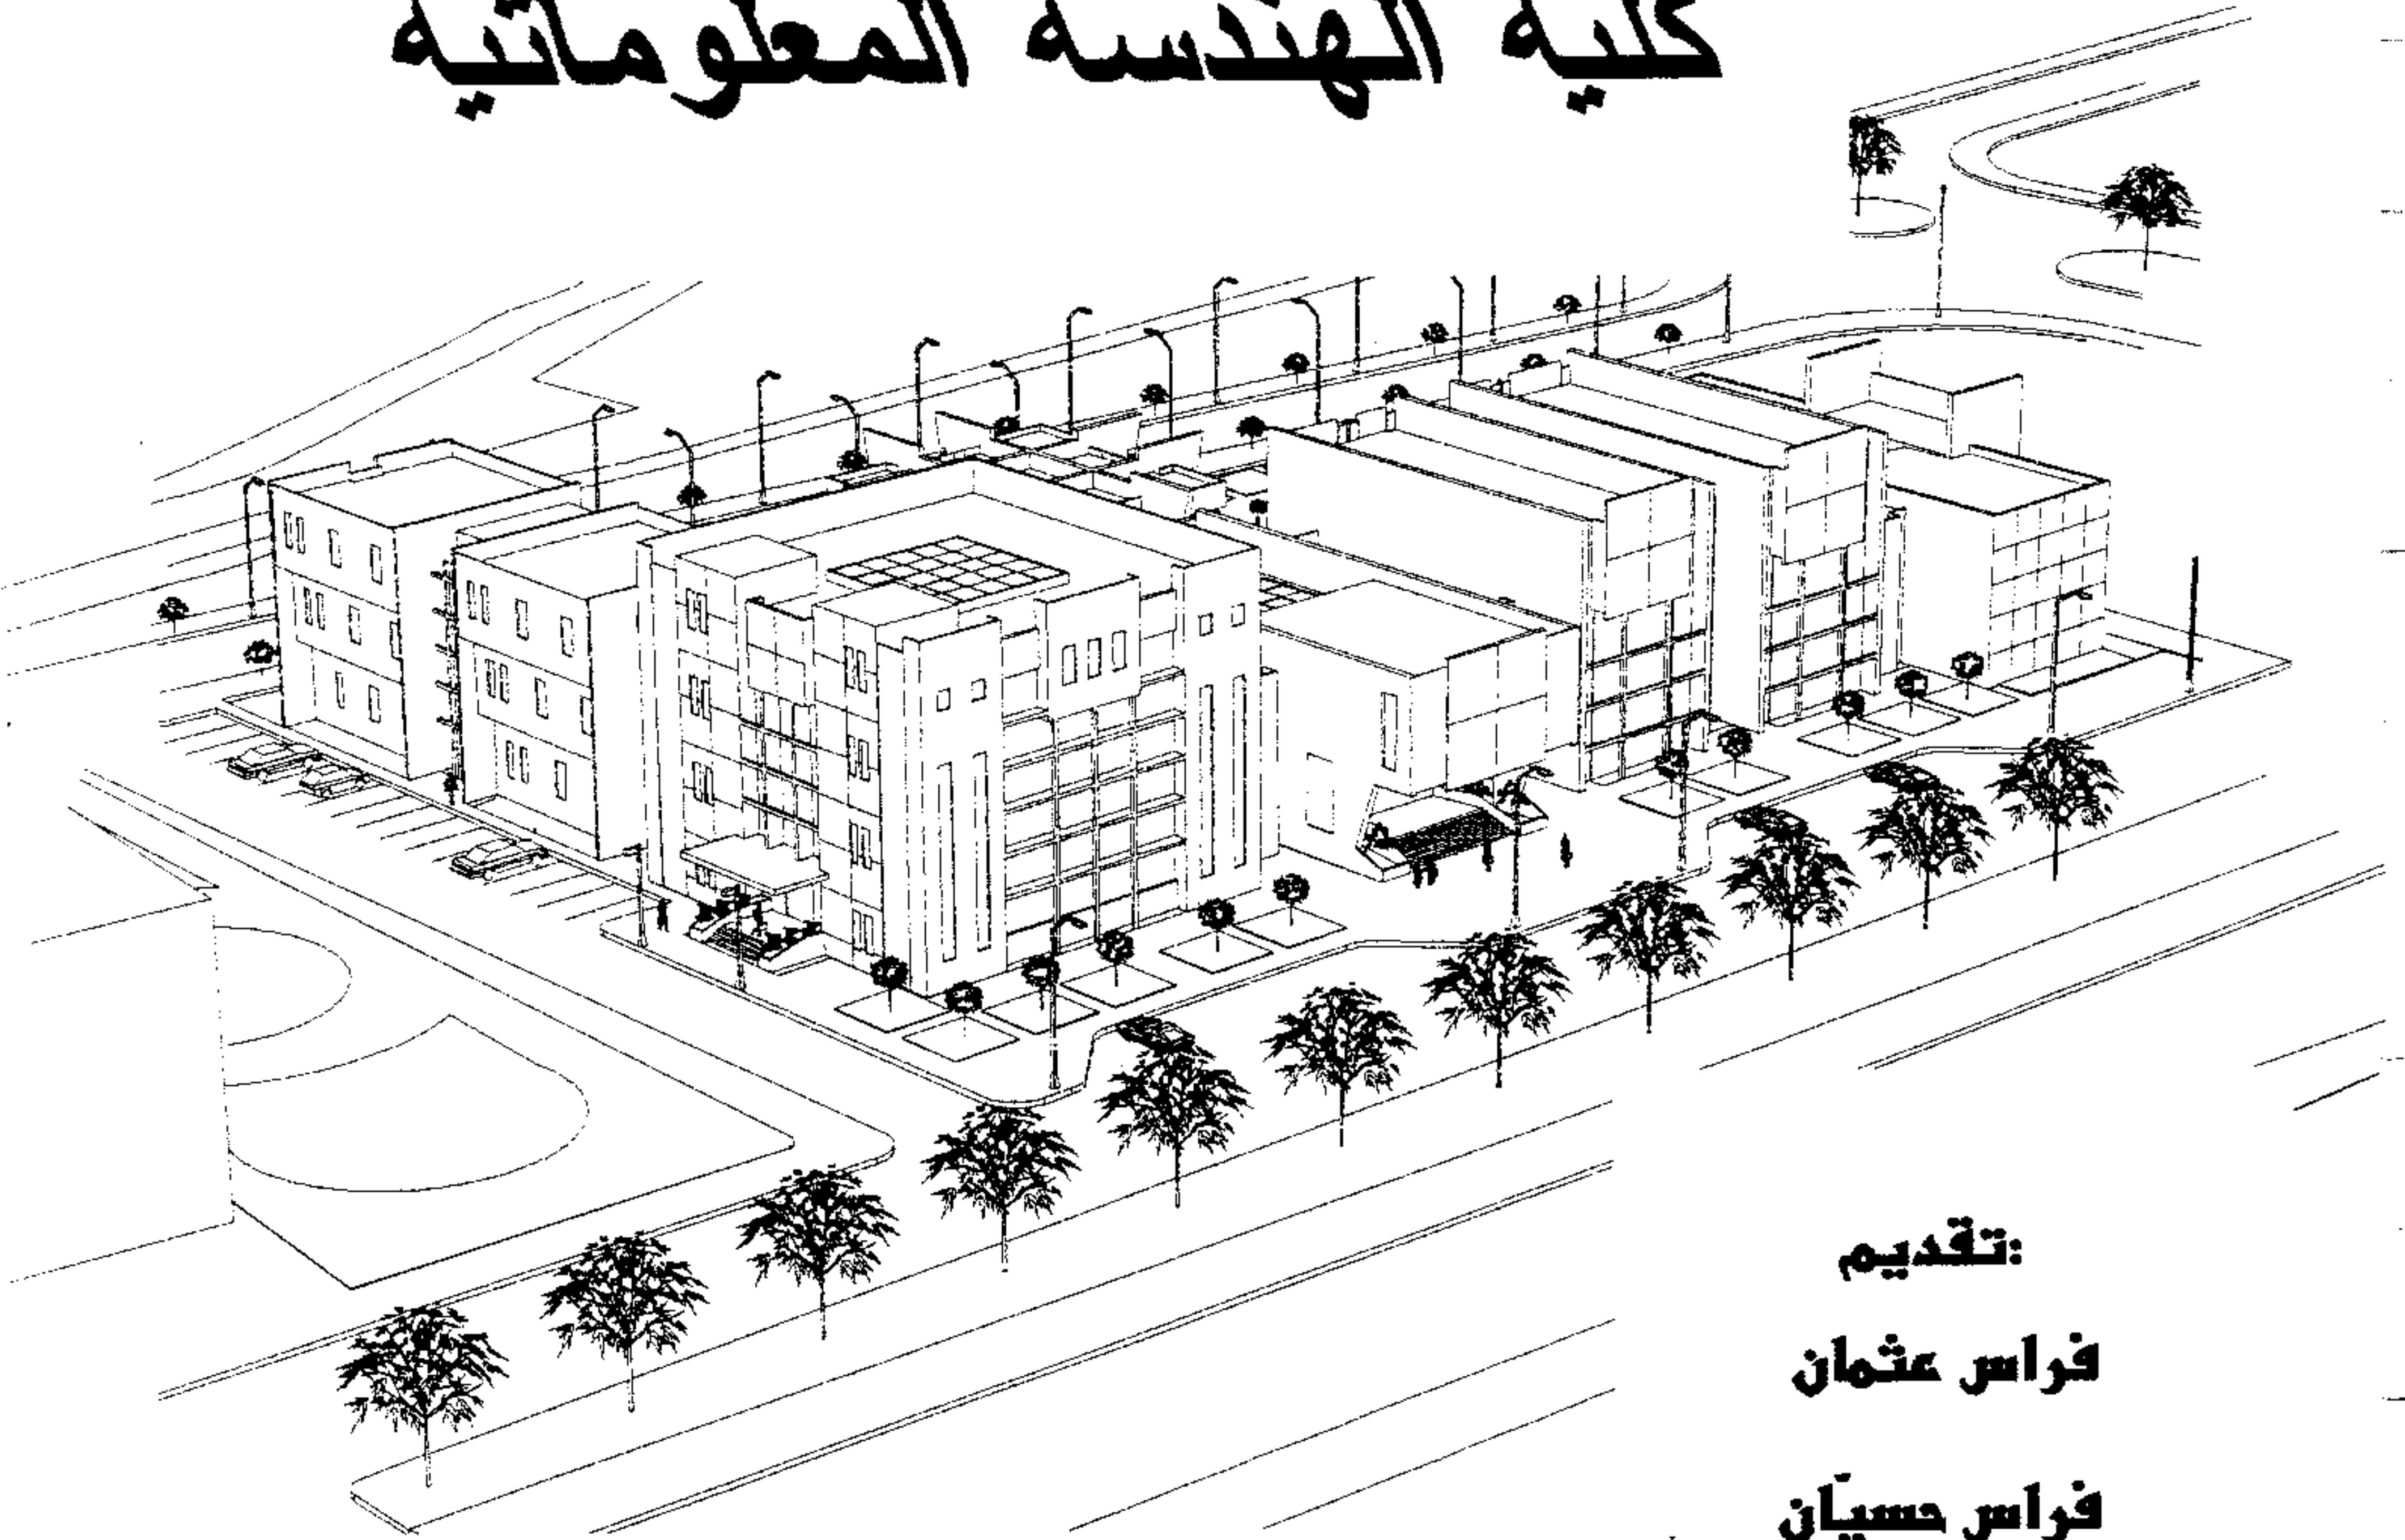 كلية الهندسة المعلوماتية
تقديم:
فراس عثمان
فراس حسيّان